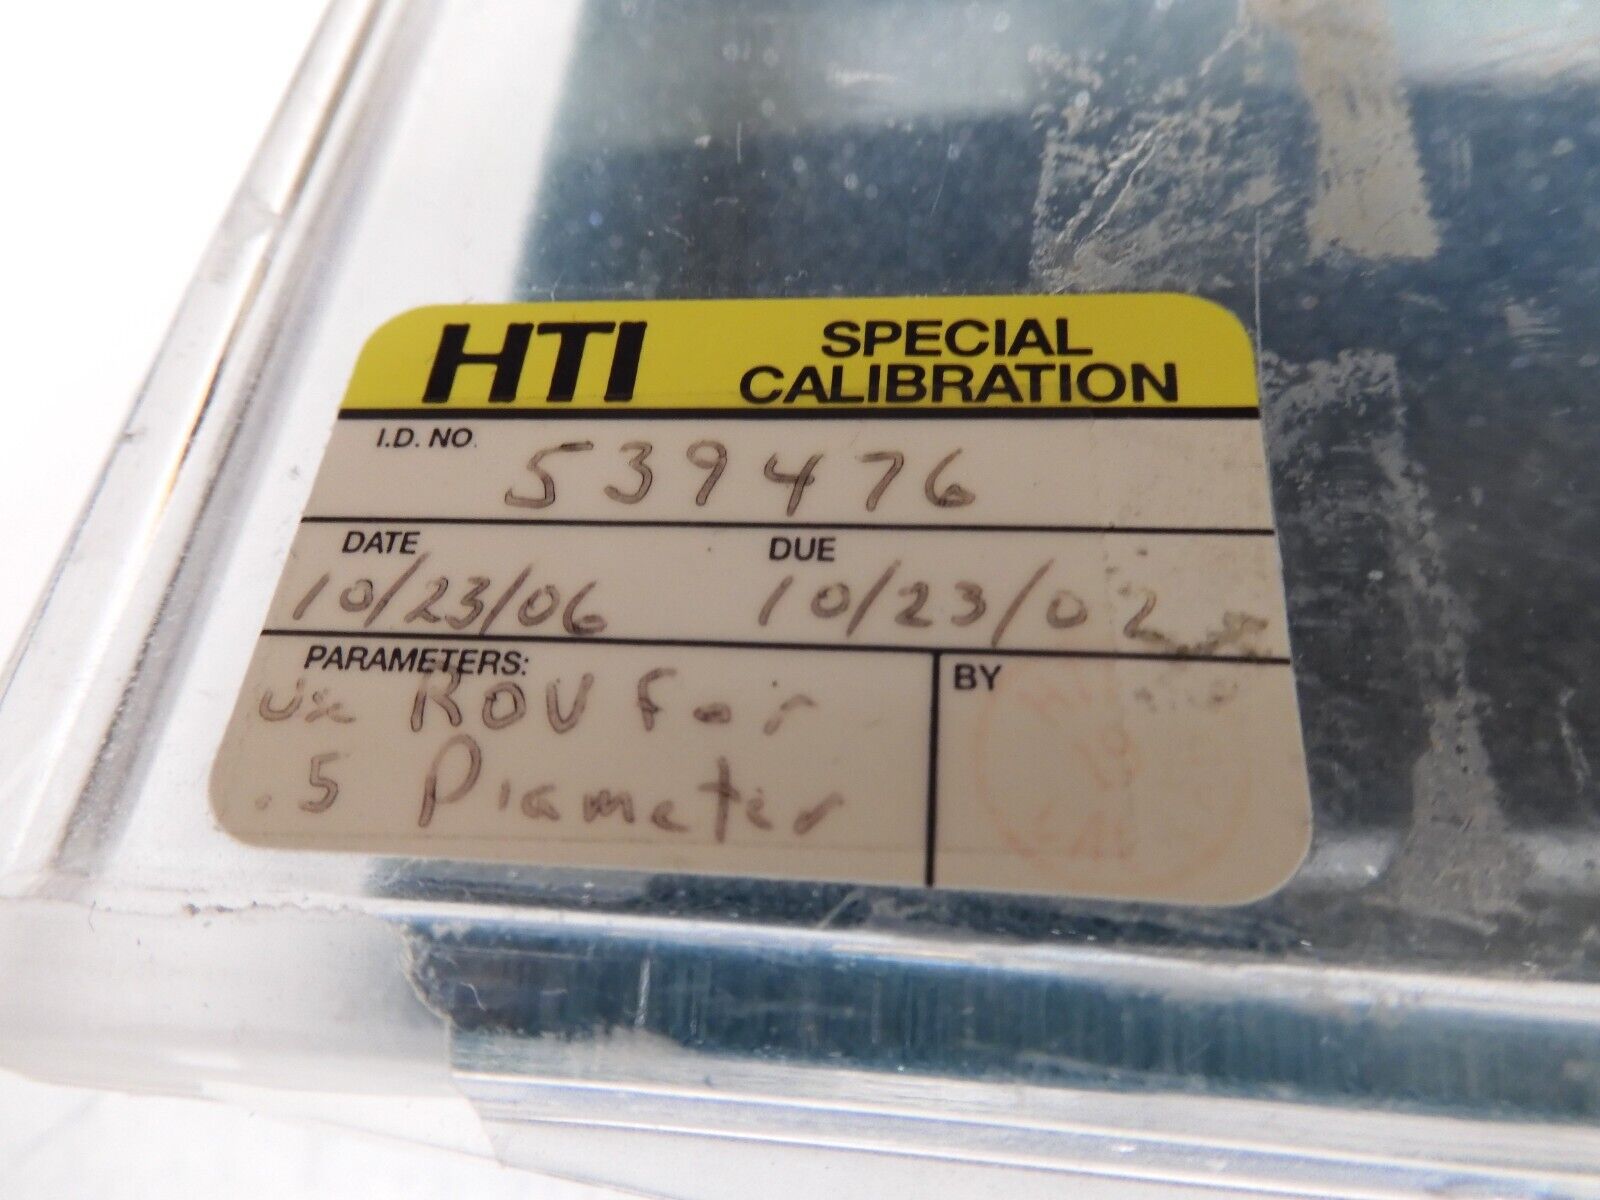 HTI SPECIAL
CALIBRATION
I.D. NO. 539476
DATE DUE
10/23/06 10/23/02
PARAMETERS: BY
use ROV For
.5 Diameter